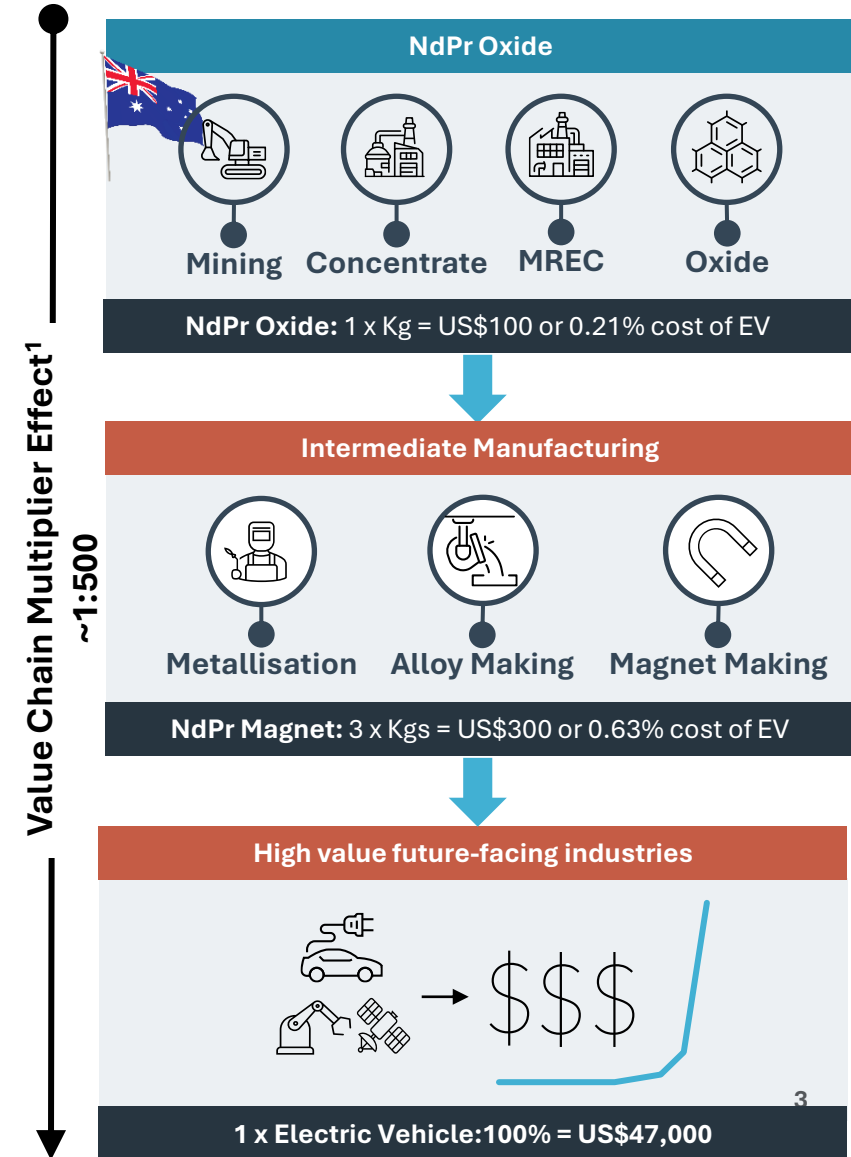 NdPr Oxide
Mining Concentrate MREC Oxide
NdPr Oxide: 1 x Kg = US$100 or 0.21% cost of EV
Value Chain Multiplier Effect¹
~1:500
Intermediate Manufacturing
Metallisation Alloy Making Magnet Making
NdPr Magnet: 3 x Kgs = US$300 or 0.63% cost of EV
High value future-facing industries
$$$
3
1 x Electric Vehicle:100% = US$47,000